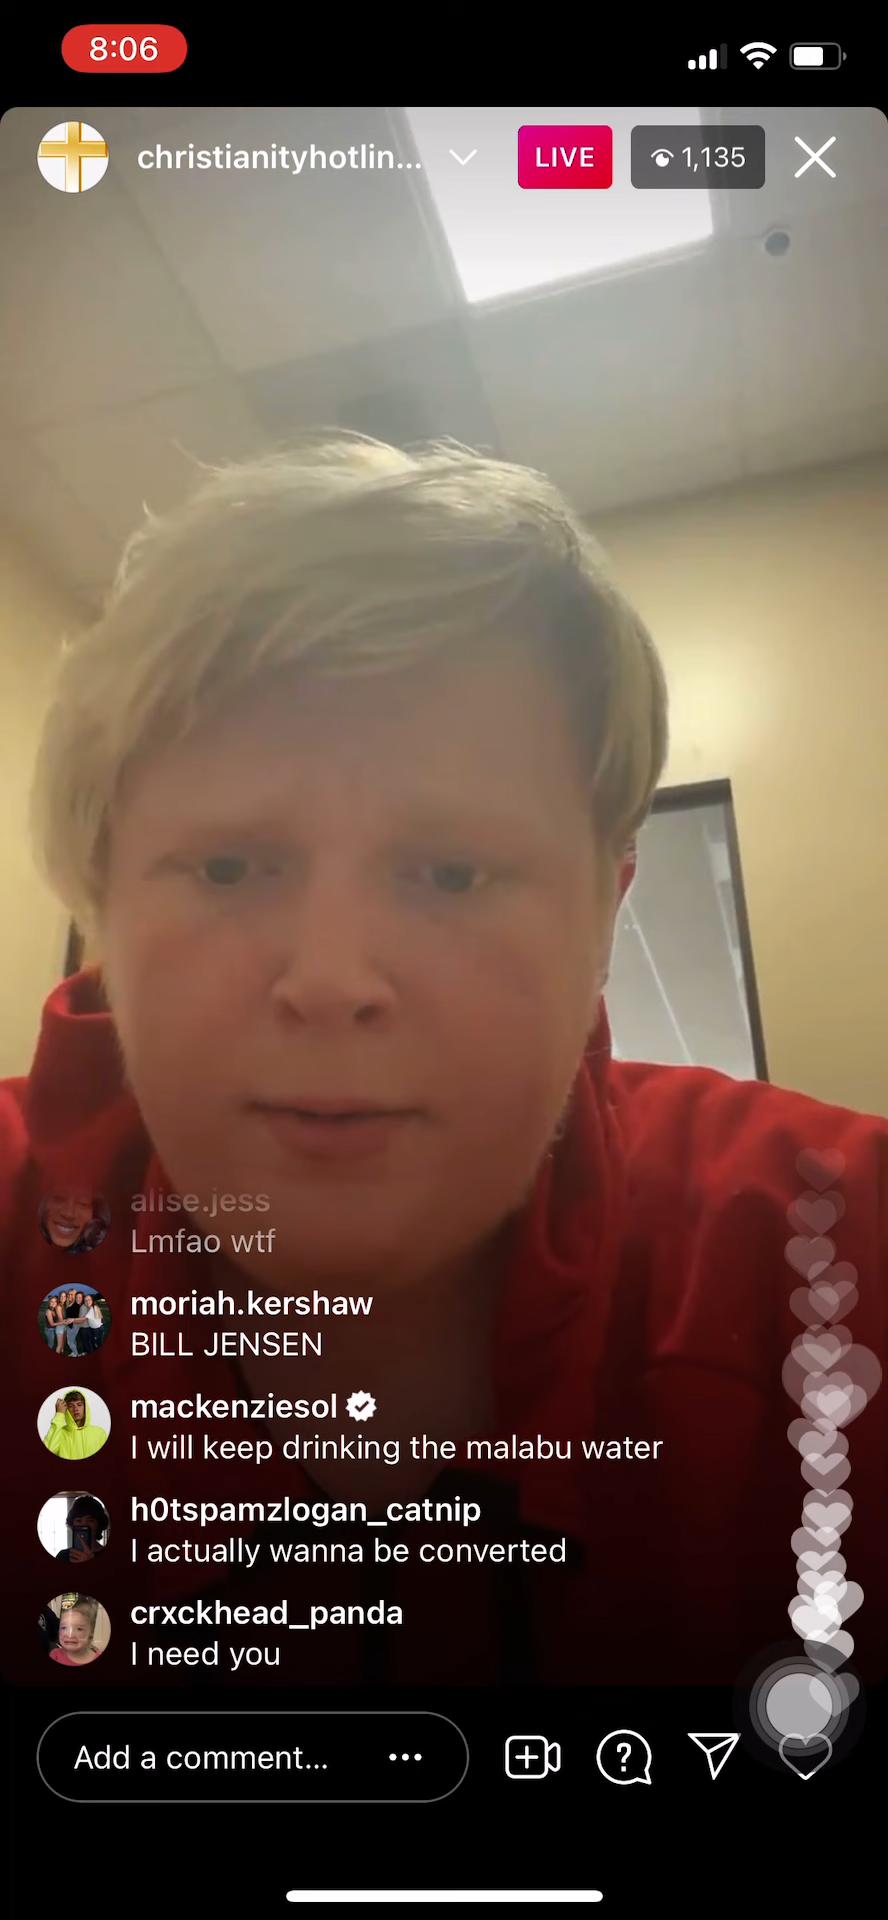 8:06
christianityhotlin...
LIVE
1,135
alise.jess
Lmfao wtf
moriah.kershaw
BILL JENSEN
mackenziesol
I will keep drinking the malabu water
h0tspamzlogan_catnip
I actually wanna be converted
crxckhead_panda
I need you
Add a comment...